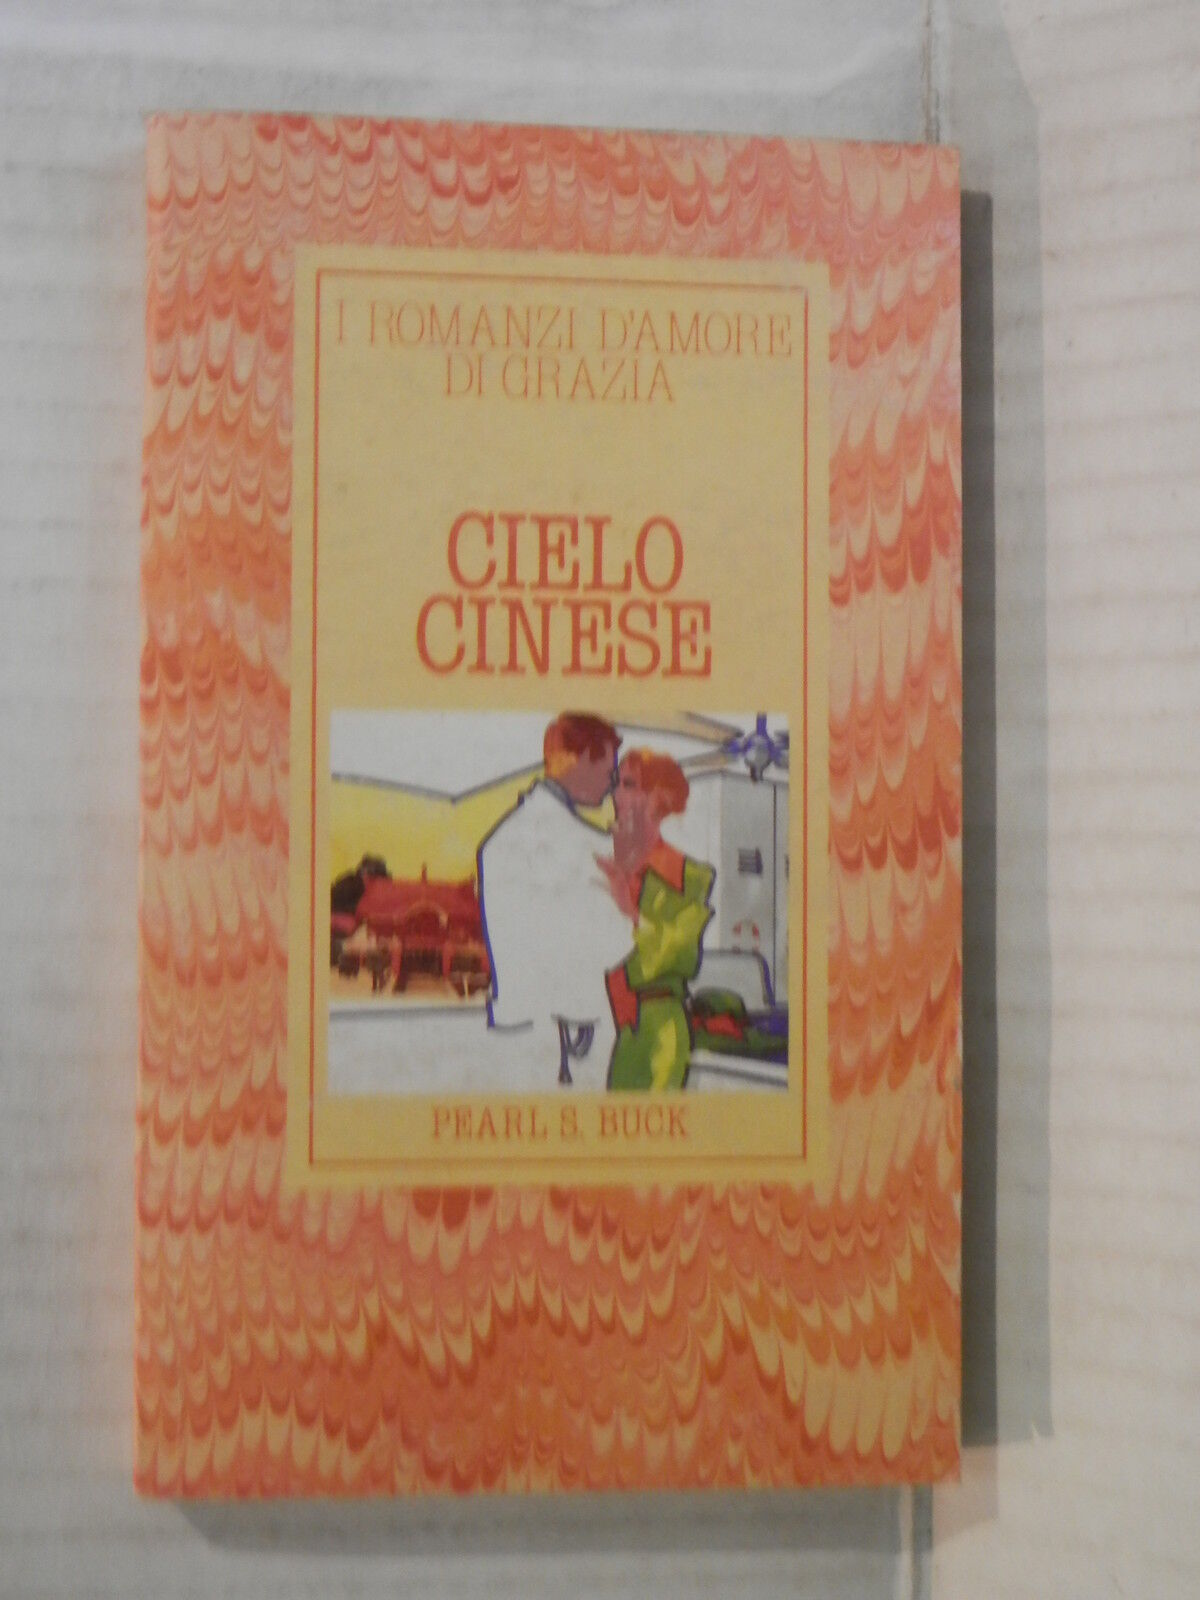 I ROMANZI D'AMORE
DI GRAZIA
CIELO
CINESE
PEARL S. BUCK